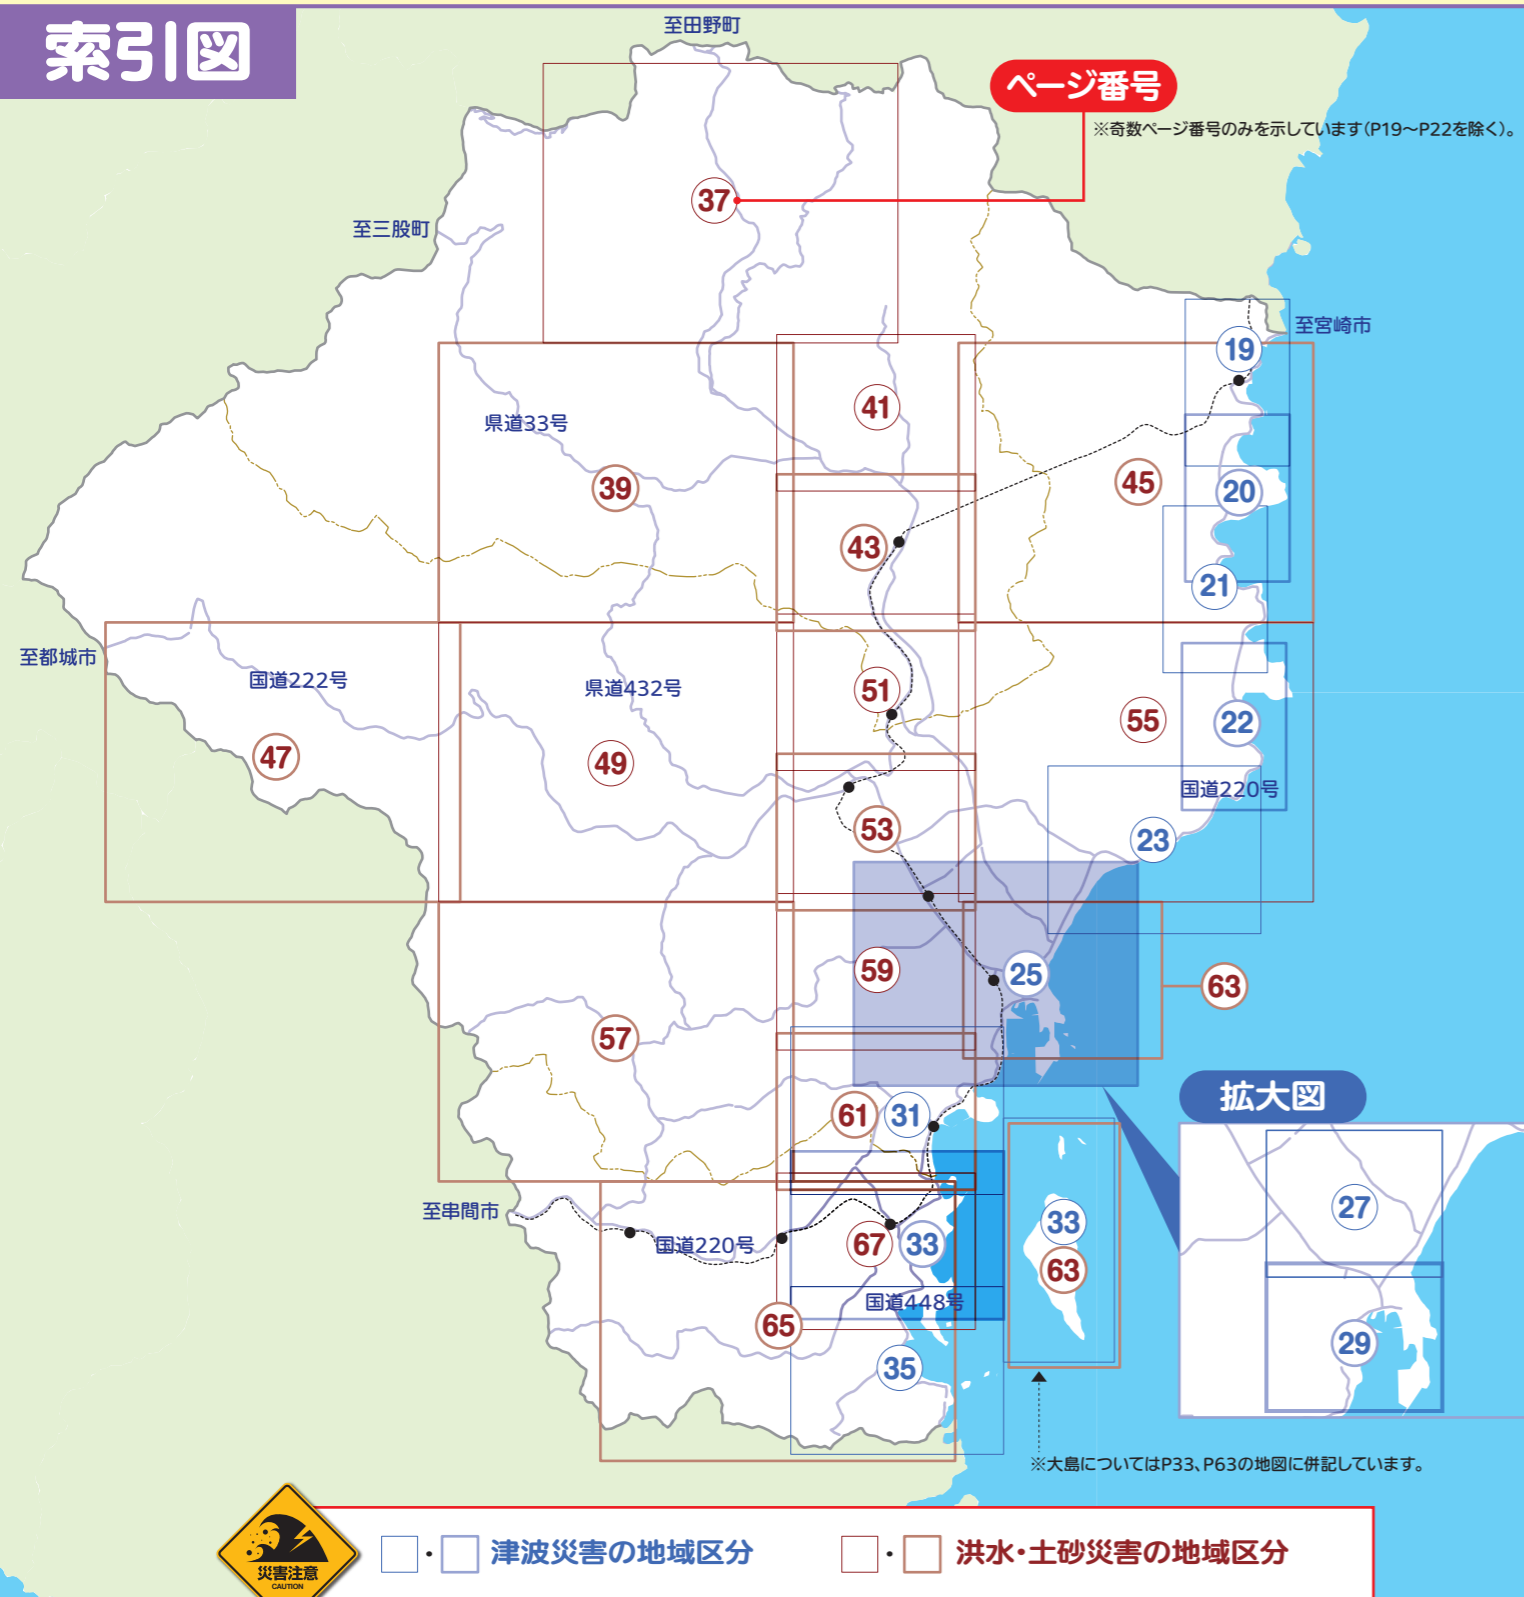 索引図
至田野町
ページ番号
※奇数ページ番号のみを示しています(P19〜P22を除く)。
37
至三股町
至宮崎市
19
41
県道33号
39
45
20
43
21
至都城市
国道222号
県道432号
51
55
22
47
49
国道220号
53
23
59
25
63
57
拡大図
61
31
27
至串間市
国道220号
67
33
33
63
国道448号
65
29
35
※大島についてはP33、P63の地図に併記しています。
災害注意
CAUTION
・
津波災害の地域区分
・
洪水・土砂災害の地域区分